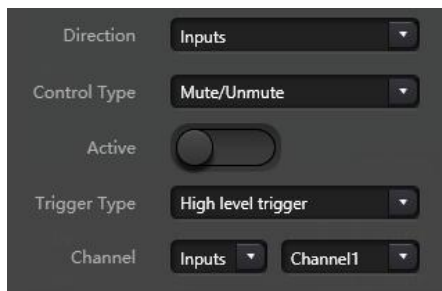 Direction Inputs
Control Type Mute/Unmute
Active
Trigger Type High level trigger
Channel Inputs Channel1